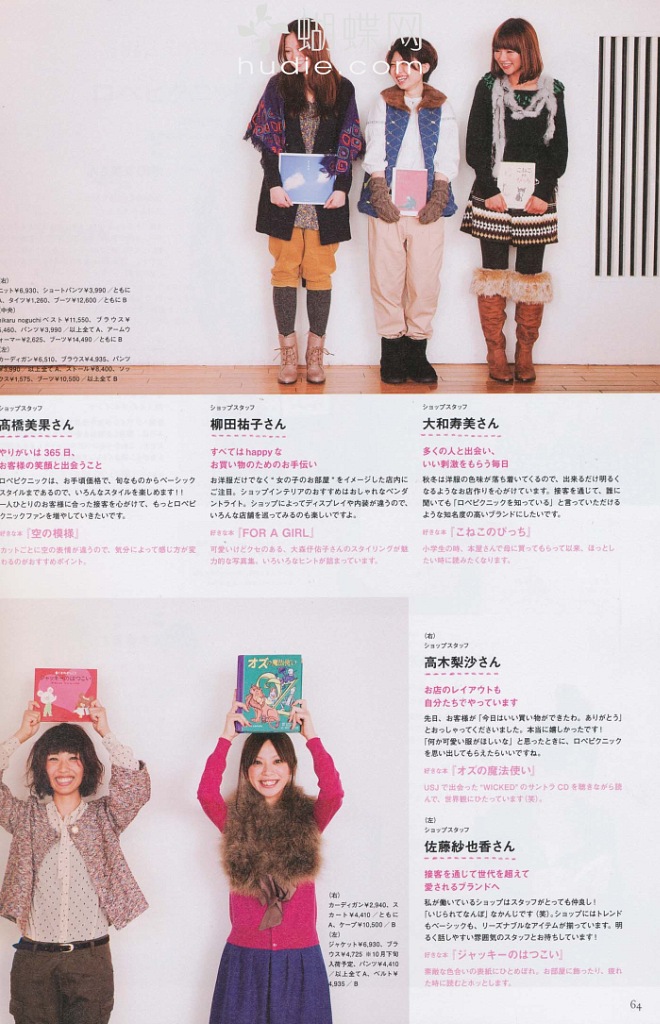 蝴蝶网
hudie.com
こねこの
ぴっち
（右）
ニット￥6,930、ショートパンツ￥3,990／ともに
A、タイツ￥1,260、ブーツ￥12,600／ともにB
（中央）
hikaru noguchiベスト￥11,550、ブラウス￥
5,460、パンツ￥3,990／以上全てA、アームウ
ォーマー￥2,625、ブーツ￥14,490／ともにB
（左）
カーディガン￥6,510、ブラウス￥4,935、パンツ
￥3,990／以上全てA、ストール￥8,400、ソッ
クス￥1,575、ブーツ￥10,500／以上全てB
ショップスタッフ
髙橋美果さん
やりがいは365日、
お客様の笑顔と出会うこと
ロペピクニックは、お手頃価格で、旬なものからベーシック
スタイルまであるので、いろんなスタイルを楽しめます！！
一人ひとりのお客様に合った接客を心がけて、もっとロペピ
クニックファンを増やしていきたいです。
好きな本『空の模様』
カットごとに空の表情が違うので、気分によって感じ方が変
わるのがおすすめポイント。
ショップスタッフ
柳田祐子さん
すべてはhappyな
お買い物のためのお手伝い
お洋服だけでなく“女の子のお部屋”をイメージした店内に
ご注目。ショップインテリアのおすすめはおしゃれなペンダ
ントライト。ショップによってディスプレイや内装が違うので、
いろんな店舗を巡ってみるのも楽しいですよ。
好きな本『FOR A GIRL』
可愛いけどクセのある、大森伃佑子さんのスタイリングが魅
力的な写真集。いろいろなヒントが詰まっています。
ショップスタッフ
大和寿美さん
多くの人と出会い、
いい刺激をもらう毎日
秋冬は洋服の色味が落ち着いてくるので、出来るだけ明るく
なるようなお店作りを心がけています。接客を通じて、誰に
聞いても「ロペピクニックを知っている」と言っていただける
ような知名度の高いブランドにしたいです。
好きな本『こねこのぴっち』
小学生の時、本屋さんで母に買ってもらって以来、ほっとし
たい時に読みたくなります。
ジャッキーのはつこい
オズの魔法使い
（右）
カーディガン￥2,940、ス
カート￥4,410／ともに
A、ケープ￥10,500／B
（左）
ジャケット￥6,930、ブラ
ウス￥4,725 ※10月下旬
入荷予定、パンツ￥4,410
／以上全てA、ベルト￥
4,935／B
（右）
ショップスタッフ
高木梨沙さん
お店のレイアウトも
自分たちでやっています
先日、お客様が「今日はいい買い物ができたわ。ありがとう」
とおっしゃってくださいました。本当に嬉しかったです！
「何か可愛い服がほしいな」と思ったときに、ロペピクニック
を思い出してもらえたらいいですね。
好きな本『オズの魔法使い』
USJで出会った“WICKED”のサントラCDを聴きながら読
んで、世界観にひたっています（笑）。
（左）
ショップスタッフ
佐藤紗也香さん
接客を通じて世代を超えて
愛されるブランドへ
私が働いているショップはスタッフがとっても仲良し！
「いじられてなんぼ」なかんじです（笑）。ショップにはトレンド
もベーシックも、リーズナブルなアイテムが揃っています。明
るく話しやすい雰囲気のスタッフとお待ちしています！
好きな本『ジャッキーのはつこい』
素敵な色合いの表紙にひとめぼれ。お部屋に飾ったり、疲れ
た時に読むとホッとします。
64